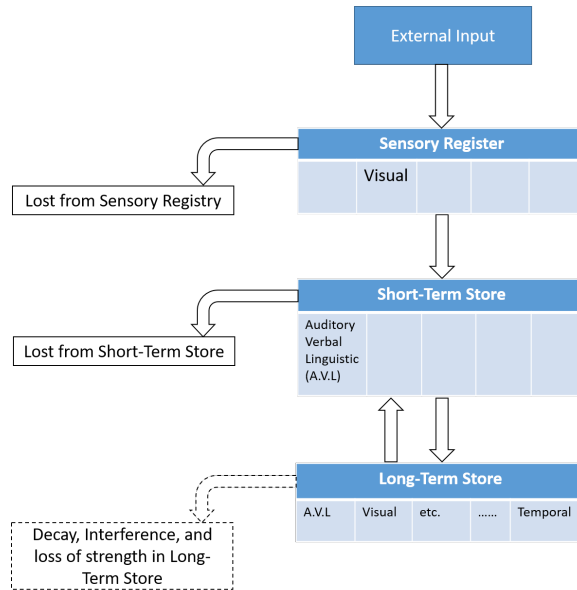 External Input
Sensory Register
Visual
Lost from Sensory Registry
Short-Term Store
Auditory
Verbal
Linguistic
(A.V.L)
Lost from Short-Term Store
Long-Term Store
A.V.L
Visual
etc.
......
Temporal
Decay, Interference, and
loss of strength in Long-
Term Store